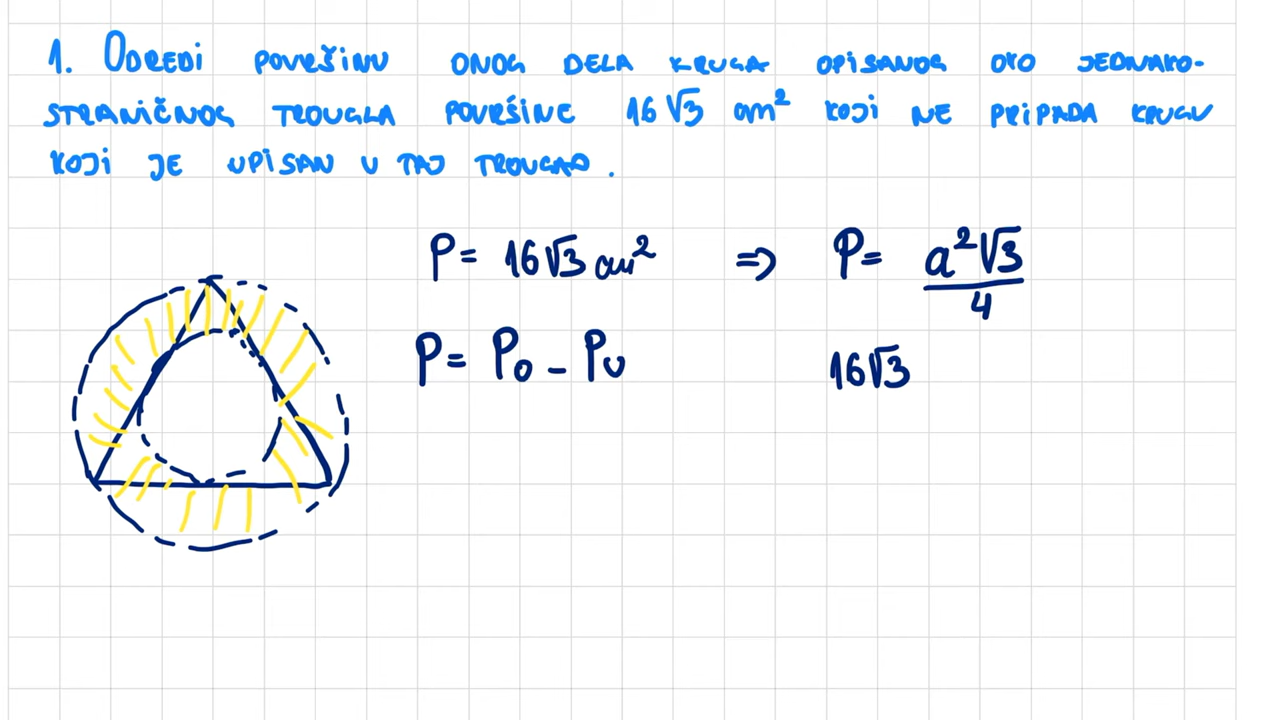 1. ODREDI POVRŠINU ONOG DELA KRUGA OPISANOG OKO JEDNAKO-
STRANIČNOG TROUGLA POVRŠINE 16√3 cm² KOJI NE PRIPADA KRUGU
KOJI JE UPISAN U TAJ TROUGAO.
P = 16√3 cm² ⇒ P = a²√3/4
P = Po - Pu
16√3